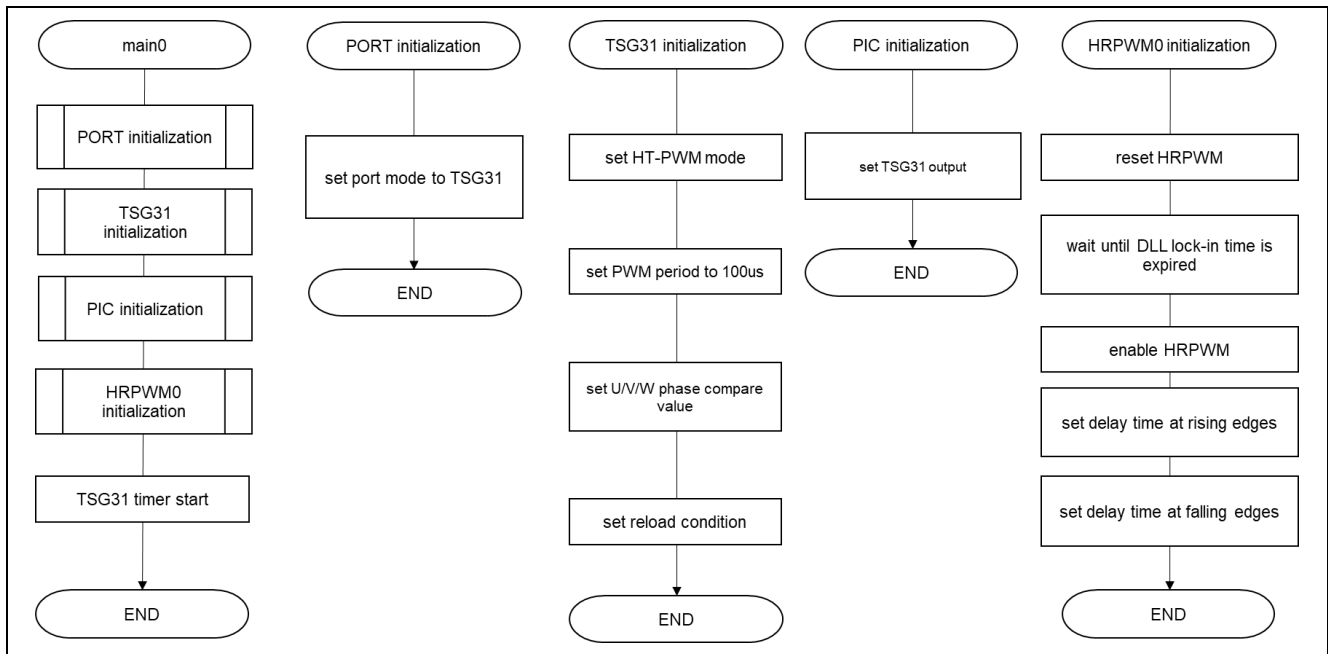 main0
PORT initialization
TSG31
initialization
PIC initialization
HRPWM0
initialization
TSG31 timer start
END
PORT initialization
set port mode to TSG31
END
TSG31 initialization
set HT-PWM mode
set PWM period to 100us
set U/V/W phase compare
value
set reload condition
END
PIC initialization
set TSG31 output
END
HRPWM0 initialization
reset HRPWM
wait until DLL lock-in time is
expired
enable HRPWM
set delay time at rising edges
set delay time at falling edges
END